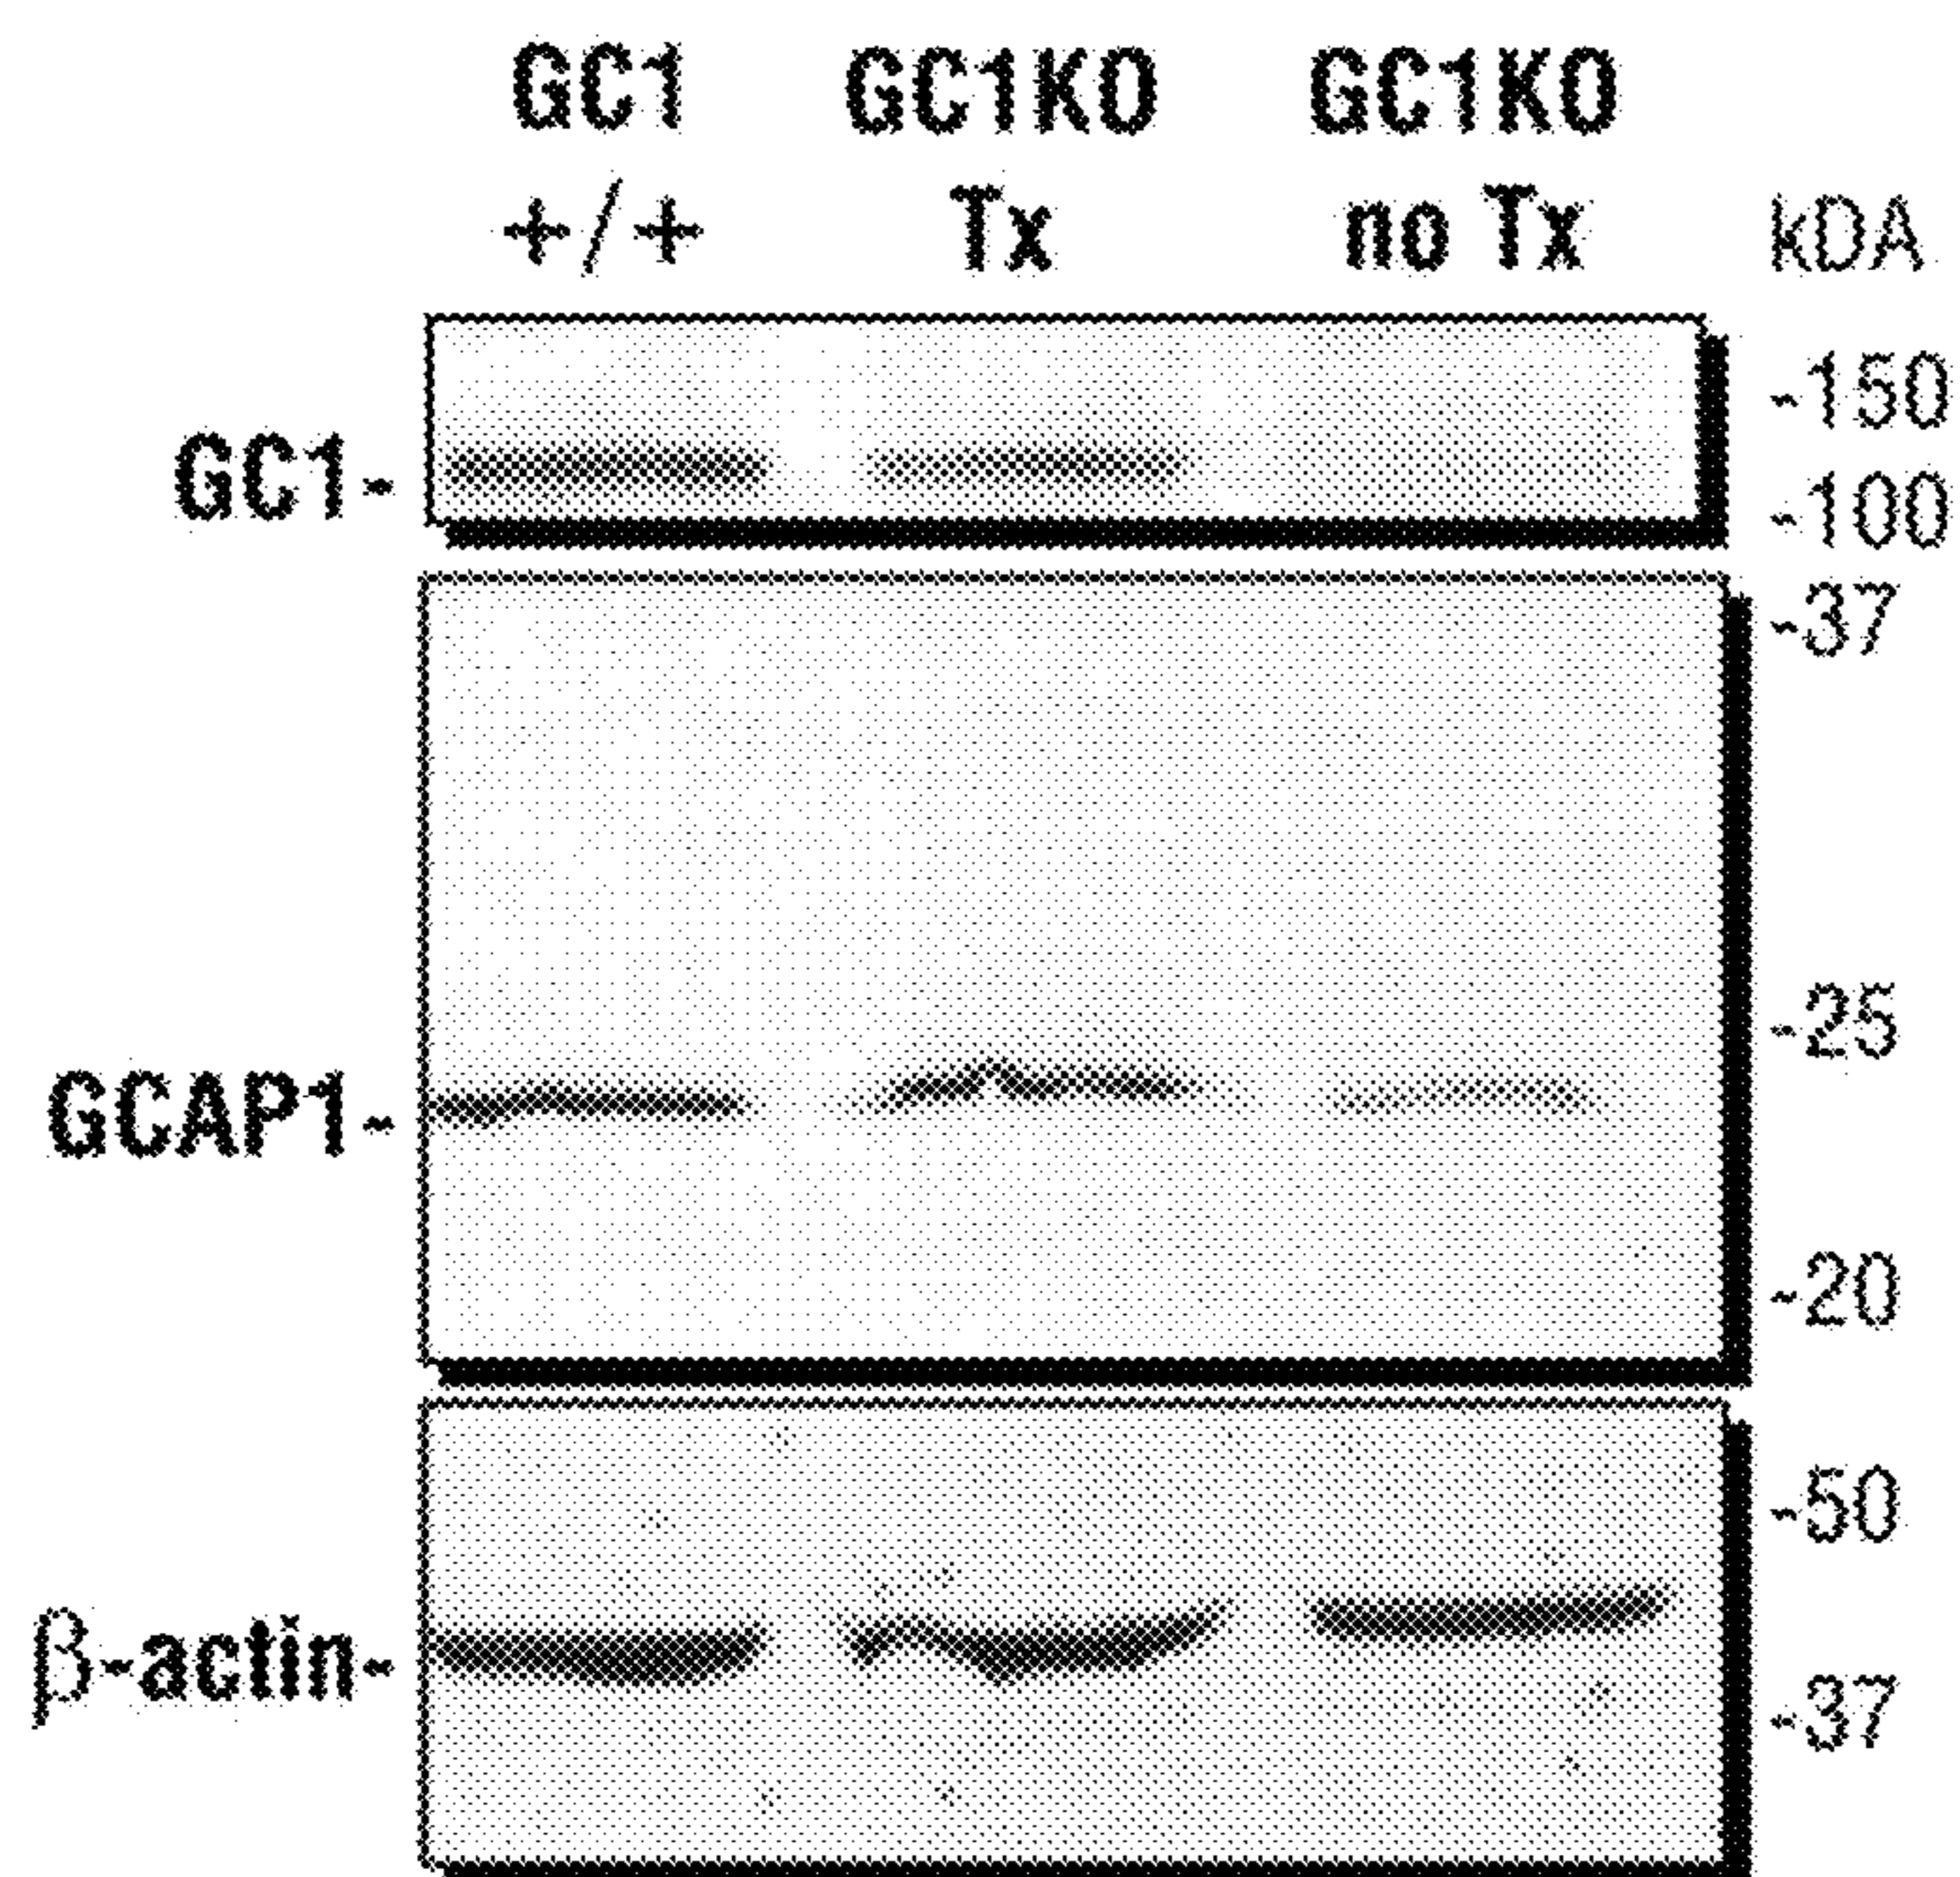 GC1 GC1KO GC1KO
+/+ Tx no Tx kDA
-150
GC1-
-100
-37
-25
GCAP1-
-20
-50
β-actin-
-37